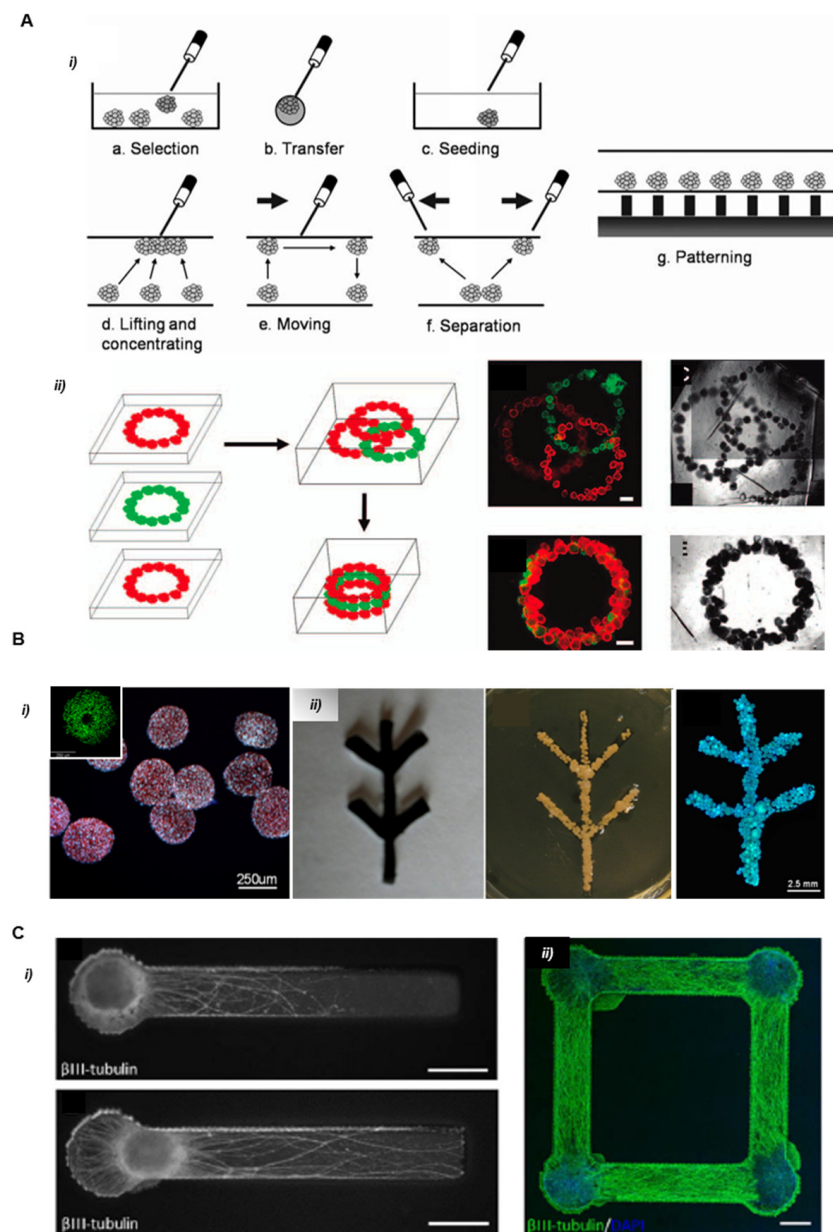 A
i)
a. Selection
b. Transfer
c. Seeding
d. Lifting and
concentrating
e. Moving
f. Separation
g. Patterning
ii)
B
i)
250um
ii)
2.5 mm
C
i)
βIII-tubulin
βIII-tubulin
ii)
βIII-tubulin/DAPI